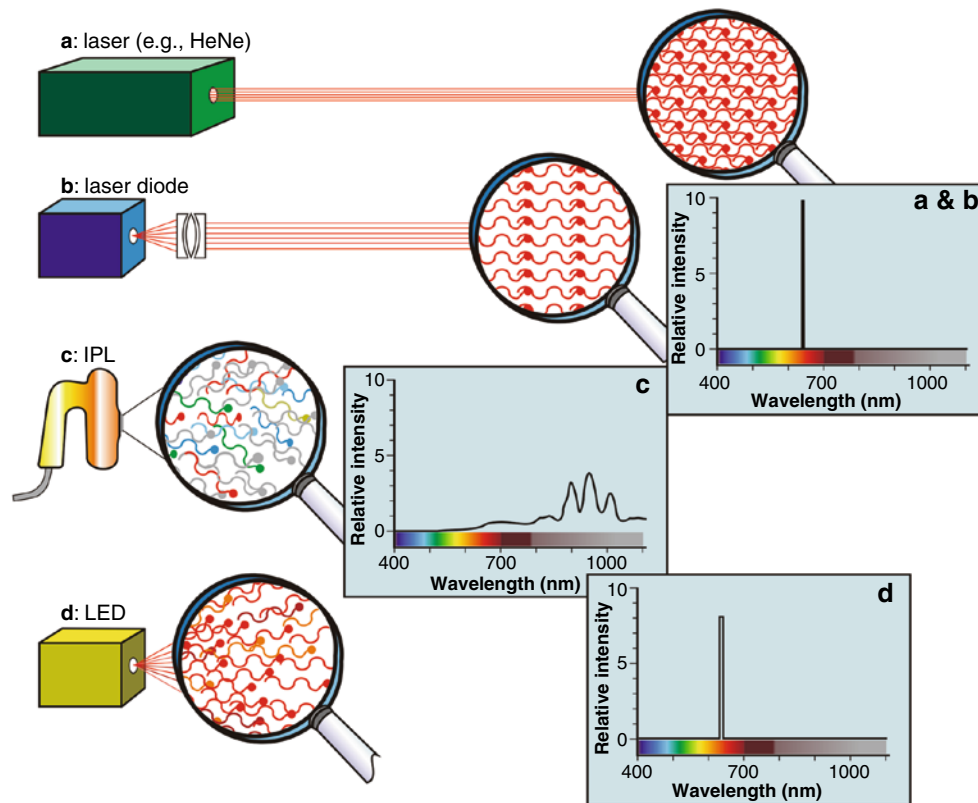 a: laser (e.g., HeNe)
b: laser diode
a & b
10
5
0
Relative intensity
400 700 1000
Wavelength (nm)
c: IPL
c
10
5
0
Relative intensity
400 700 1000
Wavelength (nm)
d: LED
d
10
5
0
Relative intensity
400 700 1000
Wavelength (nm)